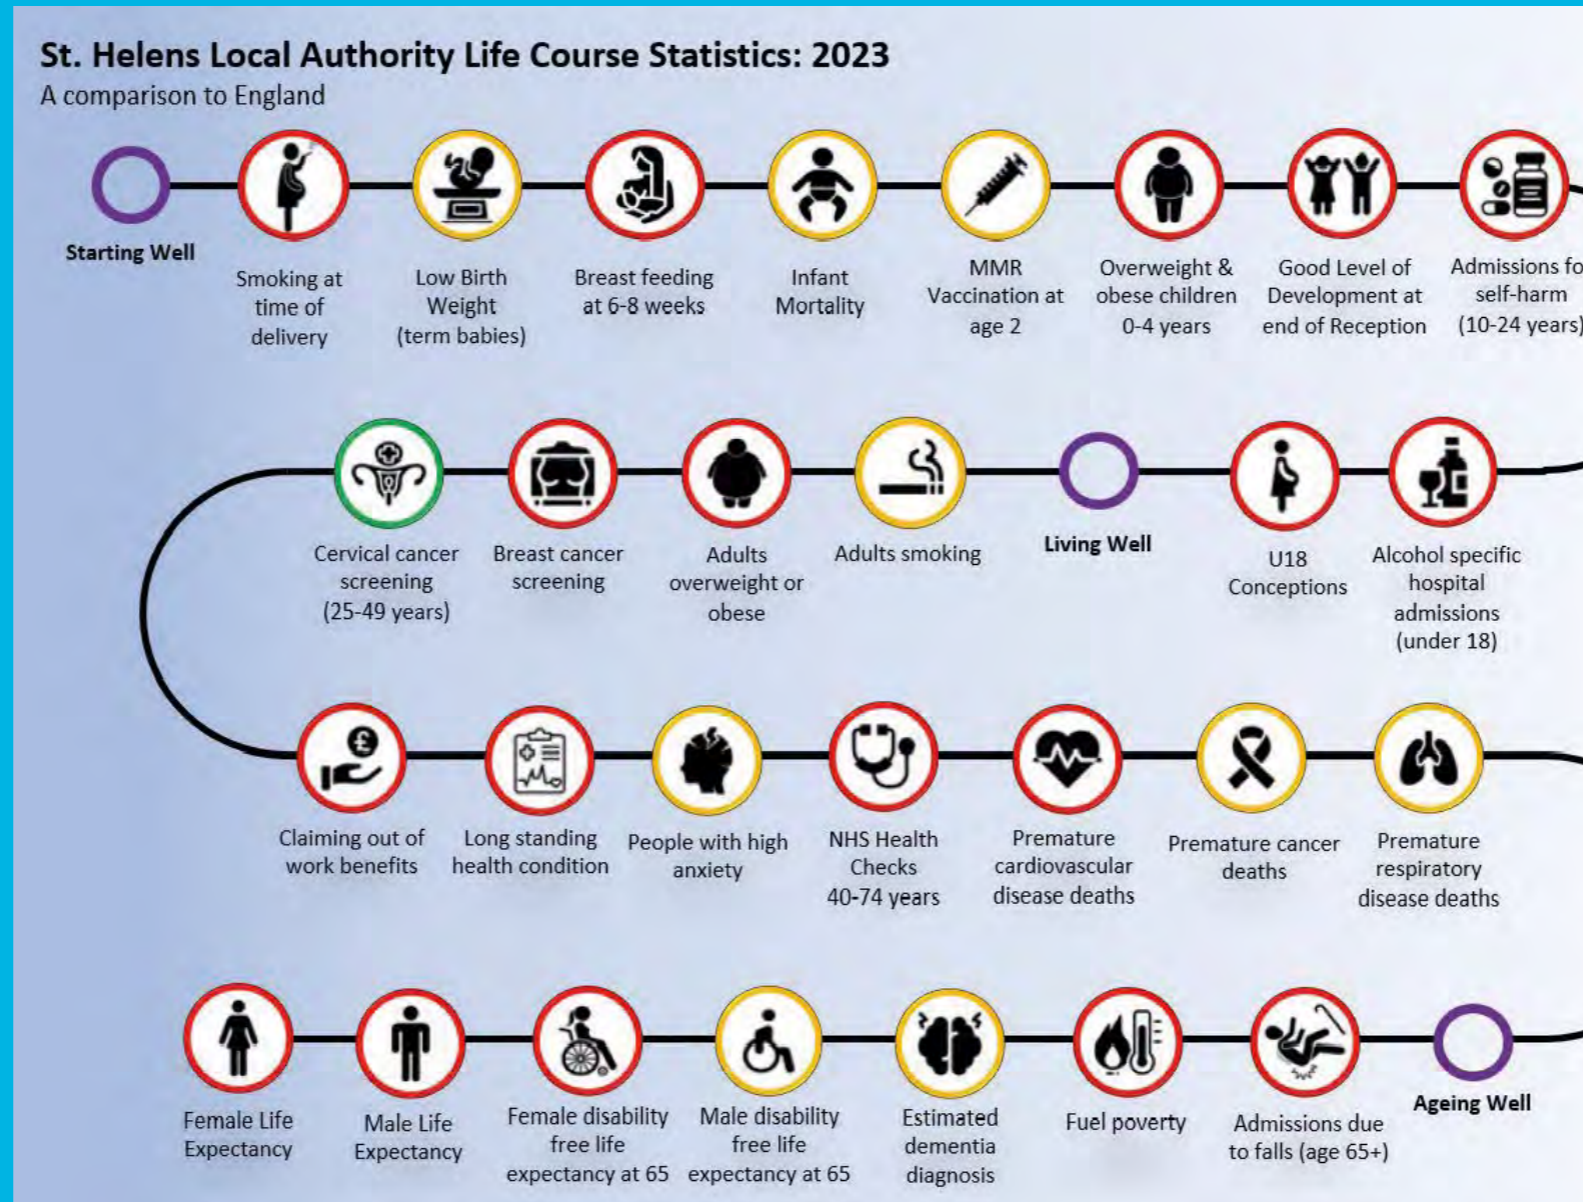 St. Helens Local Authority Life Course Statistics: 2023
A comparison to England
Starting Well
Smoking at
time of
delivery
Low Birth
Weight
(term babies)
Breast feeding
at 6-8 weeks
Infant
Mortality
MMR
Vaccination at
age 2
Overweight &
obese children
0-4 years
Good Level of
Development at
end of Reception
Admissions fo
self-harm
(10-24 years)
Cervical cancer
screening
(25-49 years)
Breast cancer
screening
Adults
overweight or
obese
Adults smoking
Living Well
U18
Conceptions
Alcohol specific
hospital
admissions
(under 18)
Claiming out of
work benefits
Long standing
health condition
People with high
anxiety
NHS Health
Checks
40-74 years
Premature
cardiovascular
disease deaths
Premature cancer
deaths
Premature
respiratory
disease deaths
Female Life
Expectancy
Male Life
Expectancy
Female disability
free life
expectancy at 65
Male disability
free life
expectancy at 65
Estimated
dementia
diagnosis
Fuel poverty
Admissions due
to falls (age 65+)
Ageing Well